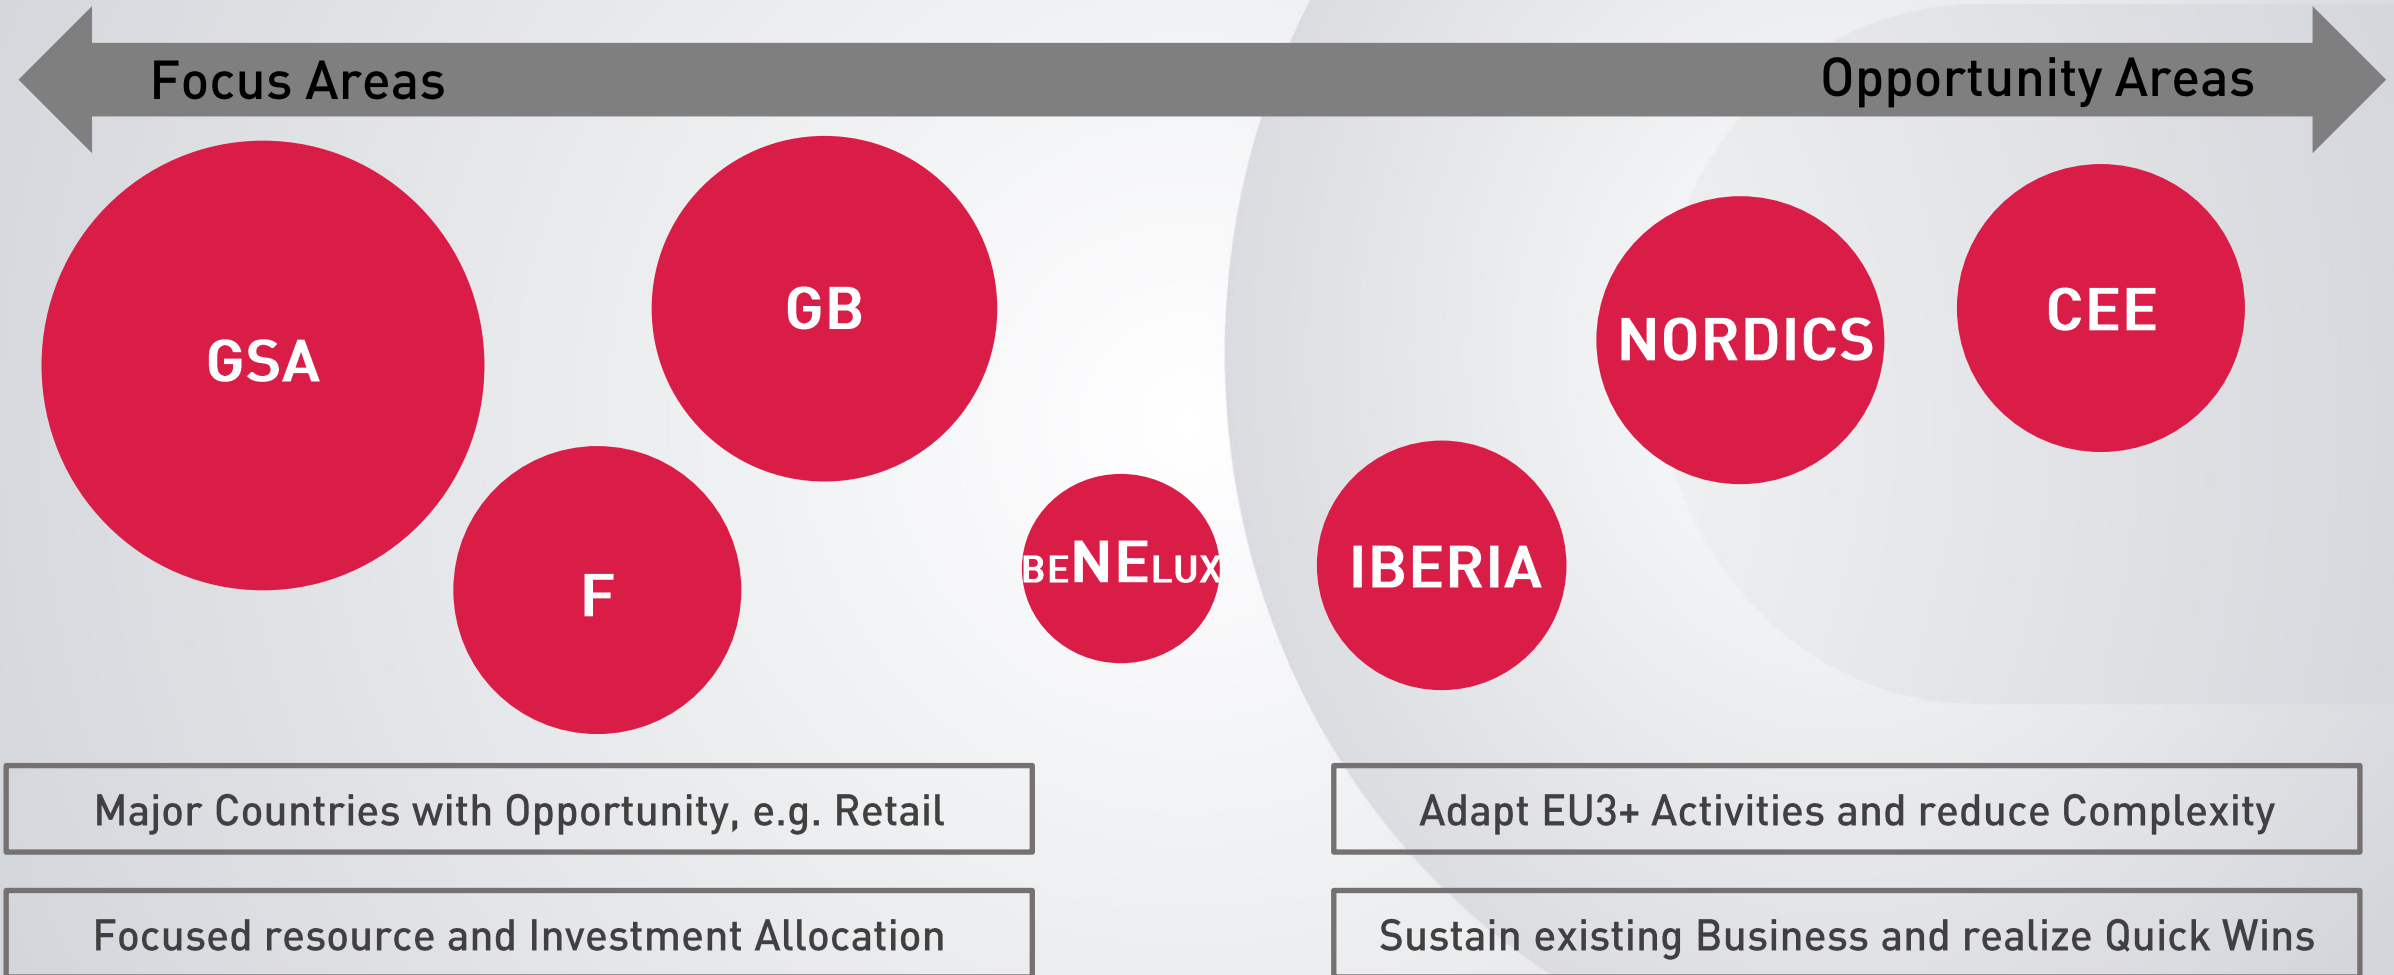 Focus Areas
Opportunity Areas
GSA
F
GB
BENELUX
IBERIA
NORDICS
CEE
Major Countries with Opportunity, e.g. Retail
Focused resource and Investment Allocation
Adapt EU3+ Activities and reduce Complexity
Sustain existing Business and realize Quick Wins